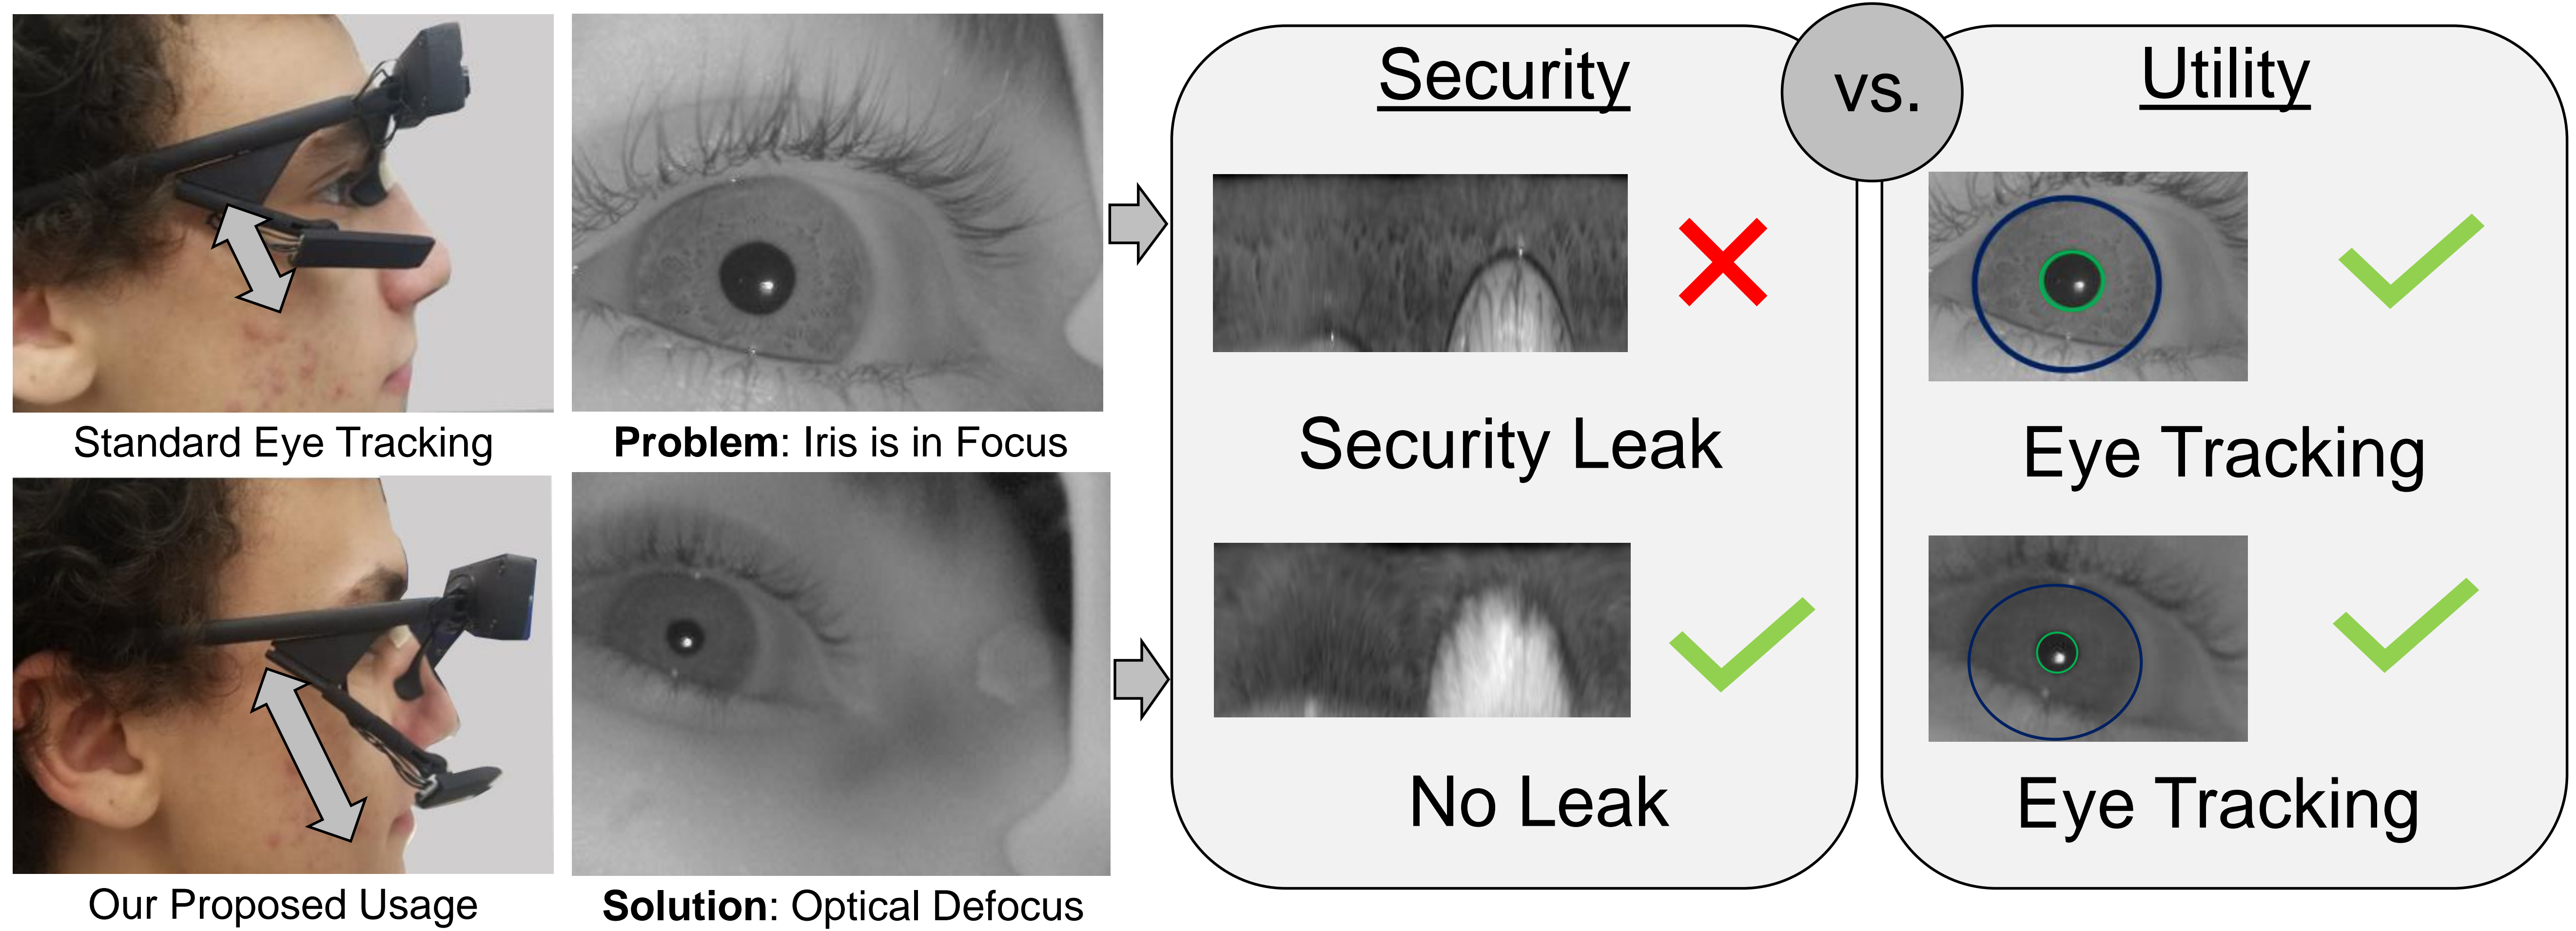 Standard Eye Tracking
Problem: Iris is in Focus
Our Proposed Usage
Solution: Optical Defocus
Security
vs.
Utility
Security Leak
Eye Tracking
No Leak
Eye Tracking